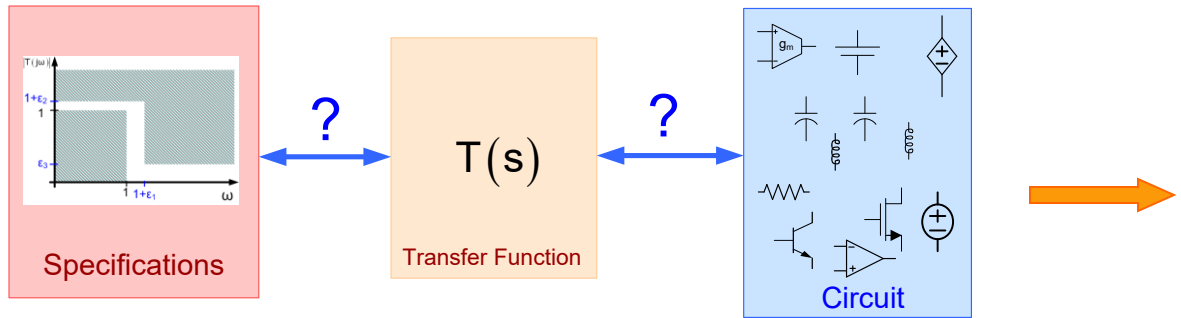 |T(jω)|
1+ε₂
1
ε₃
1
1+ε₁
ω
Specifications
?
T(s)
Transfer Function
?
gₘ
Circuit